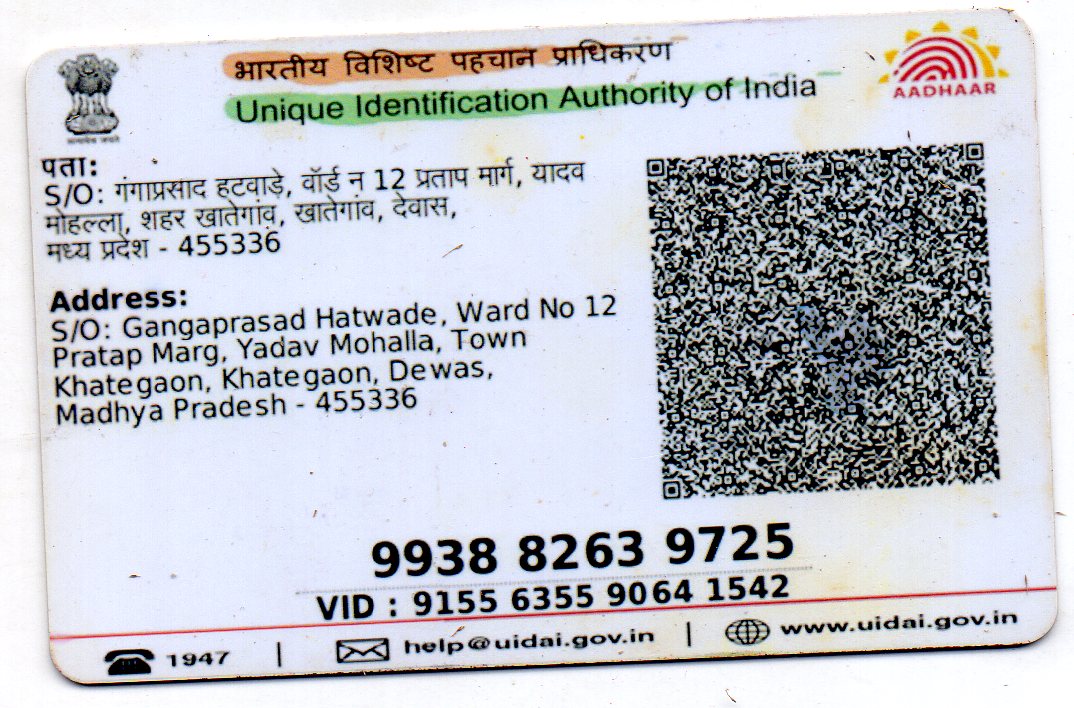 भारतीय विशिष्ट पहचान प्राधिकरण
Unique Identification Authority of India
AADHAAR
पता:
S/O: गंगाप्रसाद हटवाडे, वॉर्ड न 12 प्रताप मार्ग, यादव
मोहल्ला, शहर खातेगांव, खातेगांव, देवास,
मध्य प्रदेश - 455336
Address:
S/O: Gangaprasad Hatwade, Ward No 12
Pratap Marg, Yadav Mohalla, Town
Khategaon, Khategaon, Dewas,
Madhya Pradesh - 455336
9938 8263 9725
VID : 9155 6355 9064 1542
1947 | help@uidai.gov.in | www.uidai.gov.in